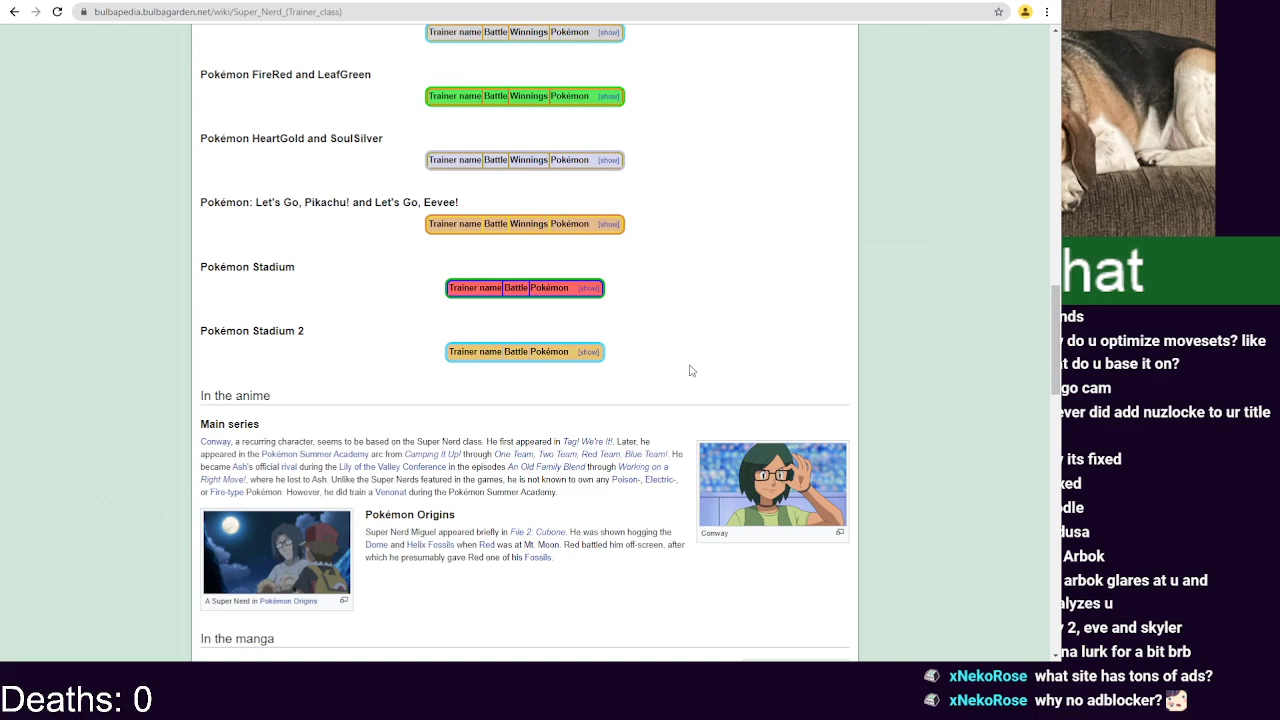 bulbapedia.bulbagarden.net/wiki/Super_Nerd_(Trainer_class)
Trainer name Battle Winnings Pokémon [show]
Pokémon FireRed and LeafGreen
Trainer name Battle Winnings Pokémon [show]
Pokémon HeartGold and SoulSilver
Trainer name Battle Winnings Pokémon [show]
Pokémon: Let's Go, Pikachu! and Let's Go, Eevee!
Trainer name Battle Winnings Pokémon [show]
Pokémon Stadium
Trainer name Battle Pokémon [show]
Pokémon Stadium 2
Trainer name Battle Pokémon [show]
In the anime
Main series
Conway, a recurring character, seems to be based on the Super Nerd class. He first appeared in Tag! We're It!. Later, he
appeared in the Pokémon Summer Academy arc from Camping It Up! through One Team, Two Team, Red Team, Blue Team!. He
became Ash's official rival during the Lily of the Valley Conference in the episodes An Old Family Blend through Working on a
Right Move!, where he lost to Ash. Unlike the Super Nerds featured in the games, he is not known to own any Poison-, Electric-,
or Fire-type Pokémon. However, he did train a Venonat during the Pokémon Summer Academy.
Conway
Pokémon Origins
Super Nerd Miguel appeared briefly in File 2: Cubone. He was shown hogging the
Dome and Helix Fossils when Red was at Mt. Moon. Red battled him off-screen, after
which he presumably gave Red one of his Fossils.
A Super Nerd in Pokémon Origins
In the manga
hat
nds
do u optimize movesets? like
t do u base it on?
go cam
ver did add nuzlocke to ur title
its fixed
xed
dle
dusa
Arbok
arbok glares at u and
alyzes u
2, eve and skyler
na lurk for a bit brb
xNekoRose what site has tons of ads?
xNekoRose why no adblocker?
Deaths: 0